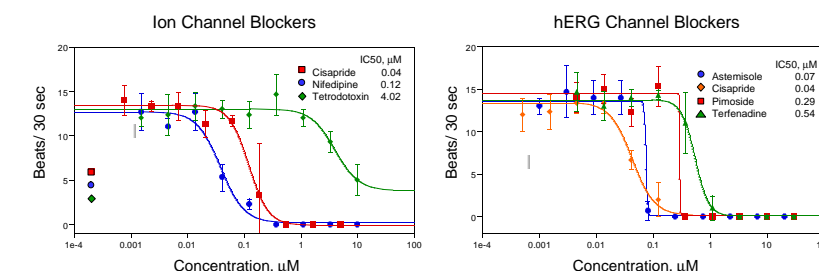 Ion Channel Blockers
IC50, µM
Cisapride 0.04
Nifedipine 0.12
Tetrodotoxin 4.02
Beats/ 30 sec
20
15
10
5
0
1e-4 0.001 0.01 0.1 1 10 100
Concentration, µM
hERG Channel Blockers
IC50, µM
Astemisole 0.07
Cisapride 0.04
Pimoside 0.29
Terfenadine 0.54
Beats/ 30 sec
20
15
10
5
0
1e-4 0.001 0.01 0.1 1 10
Concentration, µM